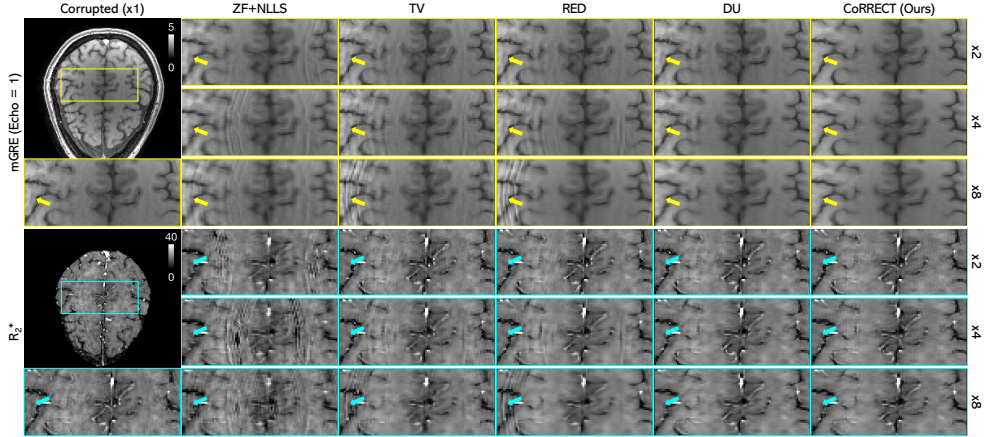 Corrupted (x1) ZF+NLLS TV RED DU CoRRECT (Ours)
mGRE (Echo = 1)
5
0
x2
x4
x8
R₂*
40
0
x2
x4
x8